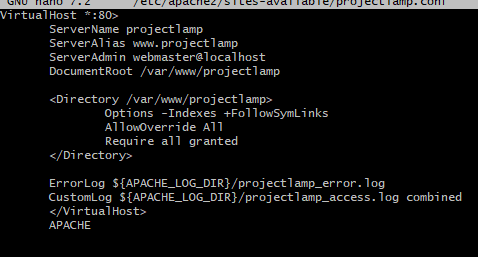 GNU nano 7.2 /etc/apache2/sites-available/projectlamp.conf
VirtualHost *:80>
ServerName projectlamp
ServerAlias www.projectlamp
ServerAdmin webmaster@localhost
DocumentRoot /var/www/projectlamp
<Directory /var/www/projectlamp>
Options -Indexes +FollowSymLinks
AllowOverride All
Require all granted
</Directory>
ErrorLog ${APACHE_LOG_DIR}/projectlamp_error.log
CustomLog ${APACHE_LOG_DIR}/projectlamp_access.log combined
</VirtualHost>
APACHE